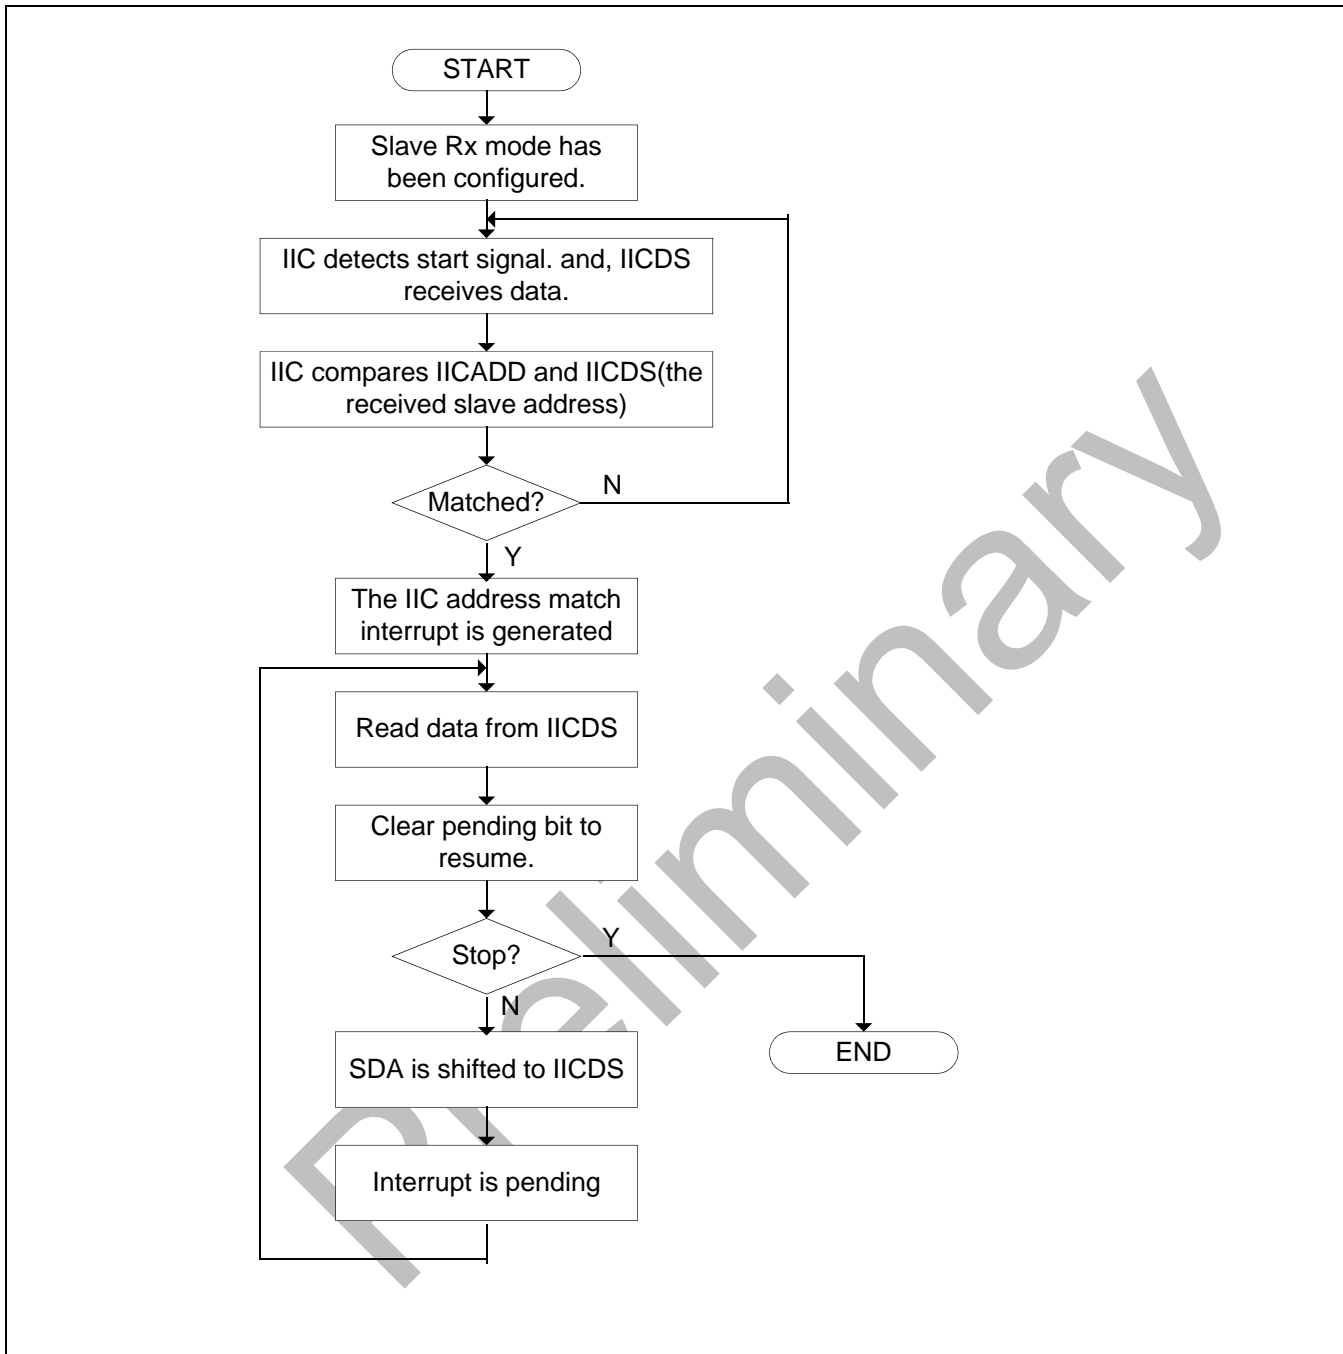 START
Slave Rx mode has
been configured.
IIC detects start signal. and, IICDS
receives data.
IIC compares IICADD and IICDS(the
received slave address)
Matched?
N
Y
The IIC address match
interrupt is generated
Read data from IICDS
Clear pending bit to
resume.
Stop?
Y
N
SDA is shifted to IICDS
END
Interrupt is pending
Preliminary